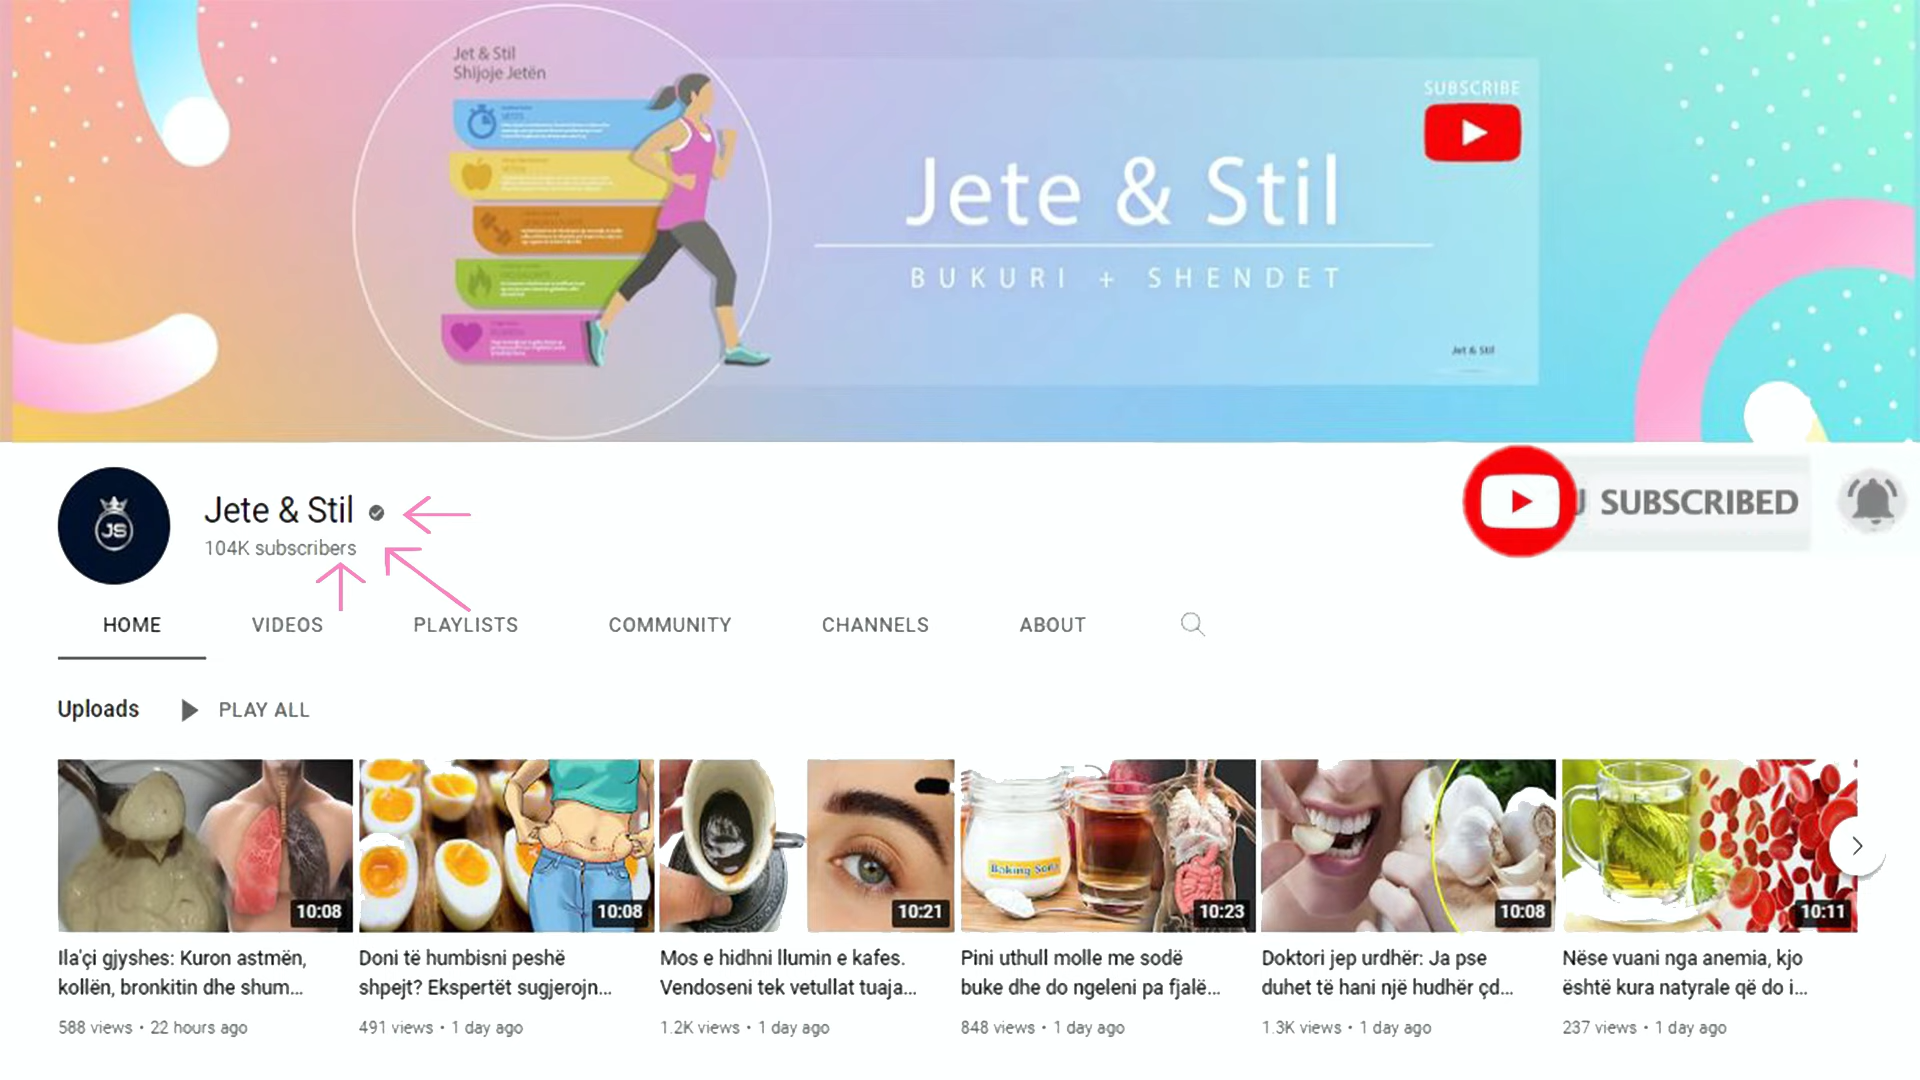 Jet & Stil
Shijoje Jetën
SUBSCRIBE
Jete & Stil
BUKURI + SHENDET
Jet & Stil
JS
Jete & Stil
104K subscribers
SUBSCRIBED
HOME VIDEOS PLAYLISTS COMMUNITY CHANNELS ABOUT
Uploads PLAY ALL
Baking Soda
10:08 10:08 10:21 10:23 10:08 10:11
Ila'çi gjyshes: Kuron astmën,
kollën, bronkitin dhe shum...
588 views • 22 hours ago
Doni të humbisni peshë
shpejt? Ekspertët sugjerojn...
491 views • 1 day ago
Mos e hidhni llumin e kafes.
Vendoseni tek vetullat tuaja...
1.2K views • 1 day ago
Pini uthull molle me sodë
buke dhe do ngeleni pa fjalë...
848 views • 1 day ago
Doktori jep urdhër: Ja pse
duhet të hani një hudhër çd...
1.3K views • 1 day ago
Nëse vuani nga anemia, kjo
është kura natyrale që do i...
237 views • 1 day ago